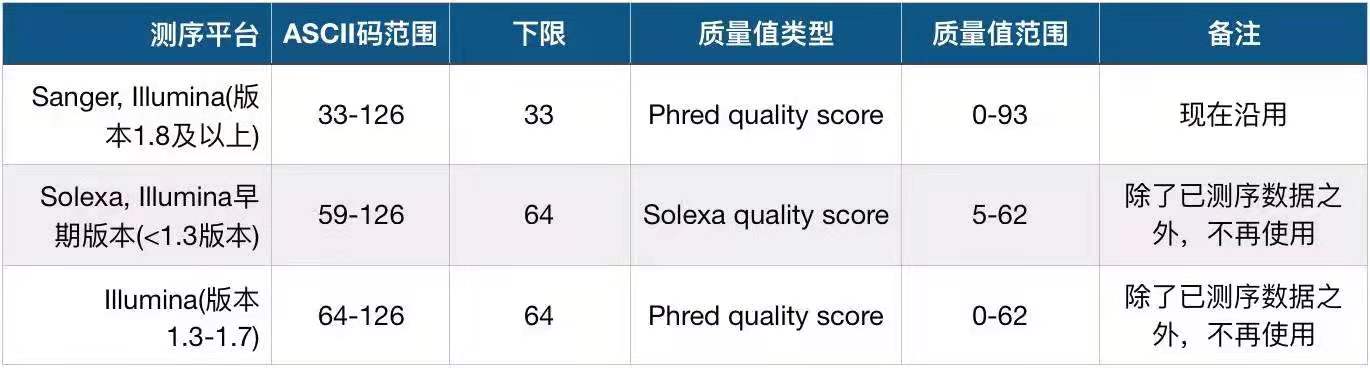 测序平台 ASCII码范围 下限 质量值类型 质量值范围 备注
Sanger, Illumina(版
本1.8及以上) 33-126 33 Phred quality score 0-93 现在沿用
Solexa, Illumina早
期版本(<1.3版本) 59-126 64 Solexa quality score 5-62 除了已测序数据之
外，不再使用
Illumina(版本
1.3-1.7) 64-126 64 Phred quality score 0-62 除了已测序数据之
外，不再使用